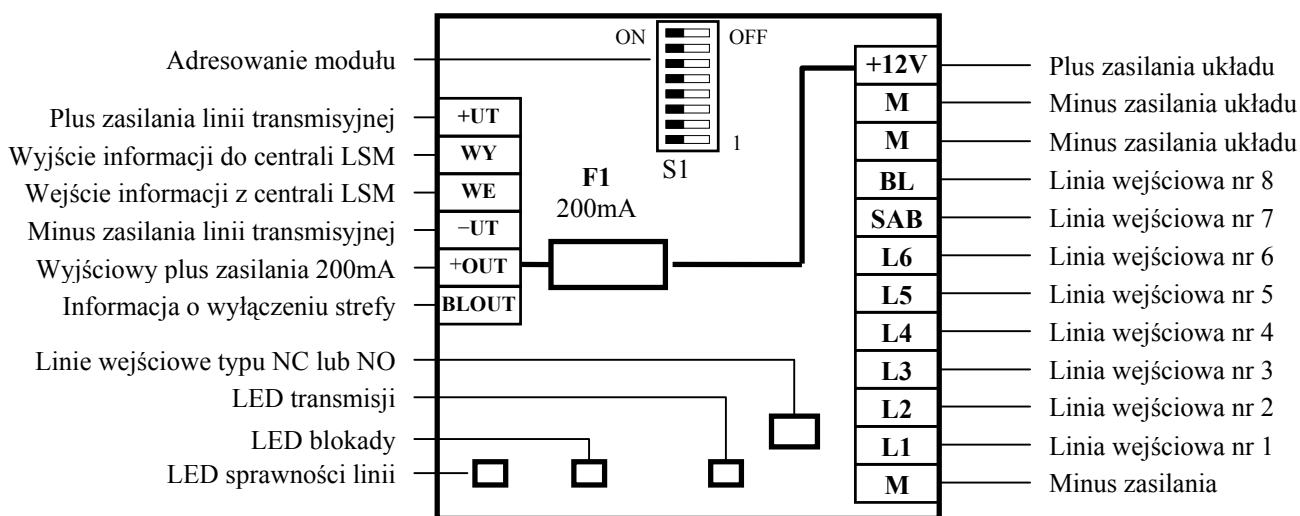 ON OFF
Adresowanie modułu
Plus zasilania linii transmisyjnej
Wyjście informacji do centrali LSM
Wejście informacji z centrali LSM
Minus zasilania linii transmisyjnej
Wyjściowy plus zasilania 200mA
Informacja o wyłączeniu strefy
Linie wejściowe typu NC lub NO
LED transmisji
LED blokady
LED sprawności linii
+UT
WY
WE
−UT
+OUT
BLOUT
1
S1
F1
200mA
+12V
M
M
BL
SAB
L6
L5
L4
L3
L2
L1
M
Plus zasilania układu
Minus zasilania układu
Minus zasilania układu
Linia wejściowa nr 8
Linia wejściowa nr 7
Linia wejściowa nr 6
Linia wejściowa nr 5
Linia wejściowa nr 4
Linia wejściowa nr 3
Linia wejściowa nr 2
Linia wejściowa nr 1
Minus zasilania